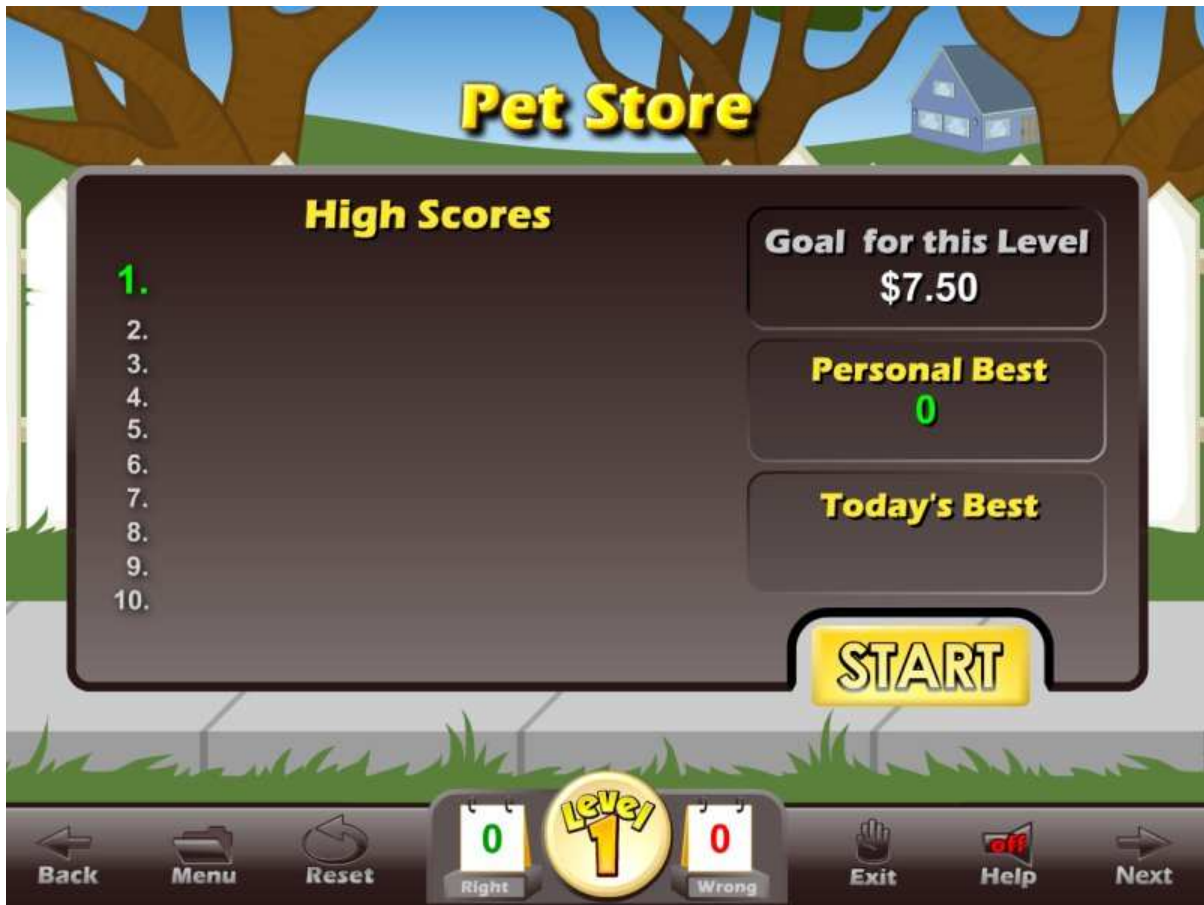 Pet Store
High Scores
1.
2.
3.
4.
5.
6.
7.
8.
9.
10.
Goal for this Level
$7.50
Personal Best
0
Today's Best
START
Back
Menu
Reset
0
Right
Level
1
0
Wrong
Exit
off
Help
Next